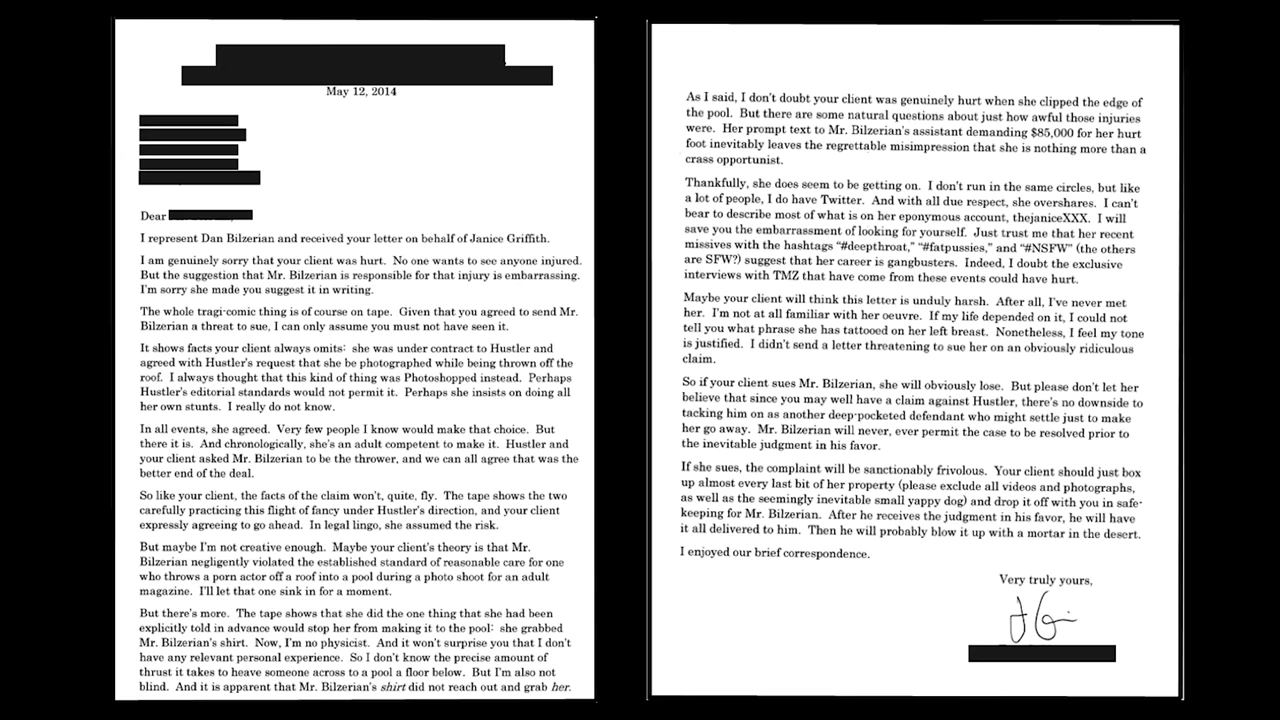 May 12, 2014
Dear
I represent Dan Bilzerian and received your letter on behalf of Janice Griffith.
I am genuinely sorry that your client was hurt. No one wants to see anyone injured.
But the suggestion that Mr. Bilzerian is responsible for that injury is embarrassing.
I'm sorry she made you suggest it in writing.
The whole tragi-comic thing is of course on tape. Given that you agreed to send Mr.
Bilzerian a threat to sue, I can only assume you must not have seen it.
It shows facts your client always omits: she was under contract to Hustler and
agreed with Hustler's request that she be photographed while being thrown off the
roof. I always thought that this kind of thing was Photoshopped instead. Perhaps
Hustler's editorial standards would not permit it. Perhaps she insists on doing all
her own stunts. I really do not know.
In all events, she agreed. Very few people I know would make that choice. But
there it is. And chronologically, she's an adult competent to make it. Hustler and
your client asked Mr. Bilzerian to be the thrower, and we can all agree that was the
better end of the deal.
So like your client, the facts of the claim won't, quite, fly. The tape shows the two
carefully practicing this flight of fancy under Hustler's direction, and your client
expressly agreeing to go ahead. In legal lingo, she assumed the risk.
But maybe I'm not creative enough. Maybe your client's theory is that Mr.
Bilzerian negligently violated the established standard of reasonable care for one
who throws a porn actor off a roof into a pool during a photo shoot for an adult
magazine. I'll let that one sink in for a moment.
But there's more. The tape shows that she did the one thing that she had been
explicitly told in advance would stop her from making it to the pool: she grabbed
Mr. Bilzerian's shirt. Now, I'm no physicist. And it won't surprise you that I don't
have any relevant personal experience. So I don't know the precise amount of
thrust it takes to heave someone across to a pool a floor below. But I'm also not
blind. And it is apparent that Mr. Bilzerian's shirt did not reach out and grab her.
As I said, I don't doubt your client was genuinely hurt when she clipped the edge of
the pool. But there are some natural questions about just how awful those injuries
were. Her prompt text to Mr. Bilzerian's assistant demanding $85,000 for her hurt
foot inevitably leaves the regrettable misimpression that she is nothing more than a
crass opportunist.
Thankfully, she does seem to be getting on. I don't run in the same circles, but like
a lot of people, I do have Twitter. And with all due respect, she overshares. I can't
bear to describe most of what is on her eponymous account, thejaniceXXX. I will
save you the embarrassment of looking for yourself. Just trust me that her recent
missives with the hashtags "#deepthroat," "#fatpussies," and "#NSFW" (the others
are SFW?) suggest that her career is gangbusters. Indeed, I doubt the exclusive
interviews with TMZ that have come from these events could have hurt.
Maybe your client will think this letter is unduly harsh. After all, I've never met
her. I'm not at all familiar with her oeuvre. If my life depended on it, I could not
tell you what phrase she has tattooed on her left breast. Nonetheless, I feel my tone
is justified. I didn't send a letter threatening to sue her on an obviously ridiculous
claim.
So if your client sues Mr. Bilzerian, she will obviously lose. But please don't let her
believe that since you may well have a claim against Hustler, there's no downside to
tacking him on as another deep-pocketed defendant who might settle just to make
her go away. Mr. Bilzerian will never, ever permit the case to be resolved prior to
the inevitable judgment in his favor.
If she sues, the complaint will be sanctionably frivolous. Your client should just box
up almost every last bit of her property (please exclude all videos and photographs,
as well as the seemingly inevitable small yappy dog) and drop it off with you in safe-
keeping for Mr. Bilzerian. After he receives the judgment in his favor, he will have
it all delivered to him. Then he will probably blow it up with a mortar in the desert.
I enjoyed our brief correspondence.
Very truly yours,